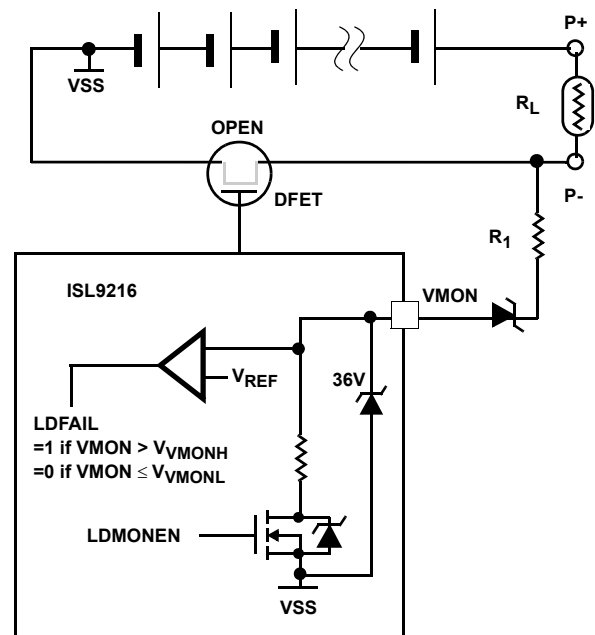 P+
VSS
RL
OPEN
DFET
P-
R1
ISL9216
VMON
VREF
36V
LDFAIL
=1 if VMON > VVMONH
=0 if VMON ≤ VVMONL
LDMONEN
VSS